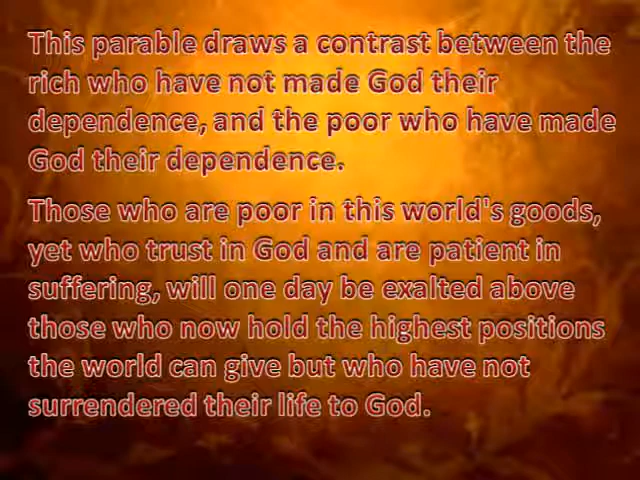 This parable draws a contrast between the
rich who have not made God their
dependence, and the poor who have made
God their dependence.
Those who are poor in this world's goods,
yet who trust in God and are patient in
suffering, will one day be exalted above
those who now hold the highest positions
the world can give but who have not
surrendered their life to God.